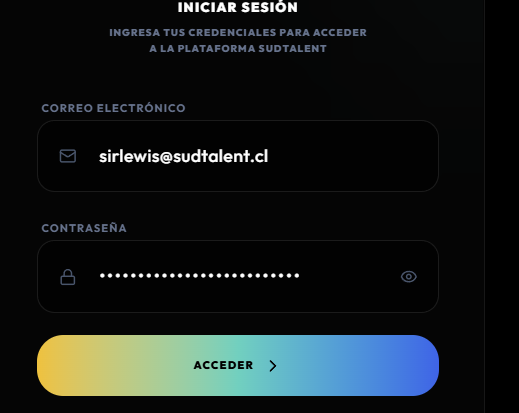 INICIAR SESIÓN
INGRESA TUS CREDENCIALES PARA ACCEDER
A LA PLATAFORMA SUDTALENT
CORREO ELECTRÓNICO
sirlewis@sudtalent.cl
CONTRASEÑA
ACCEDER